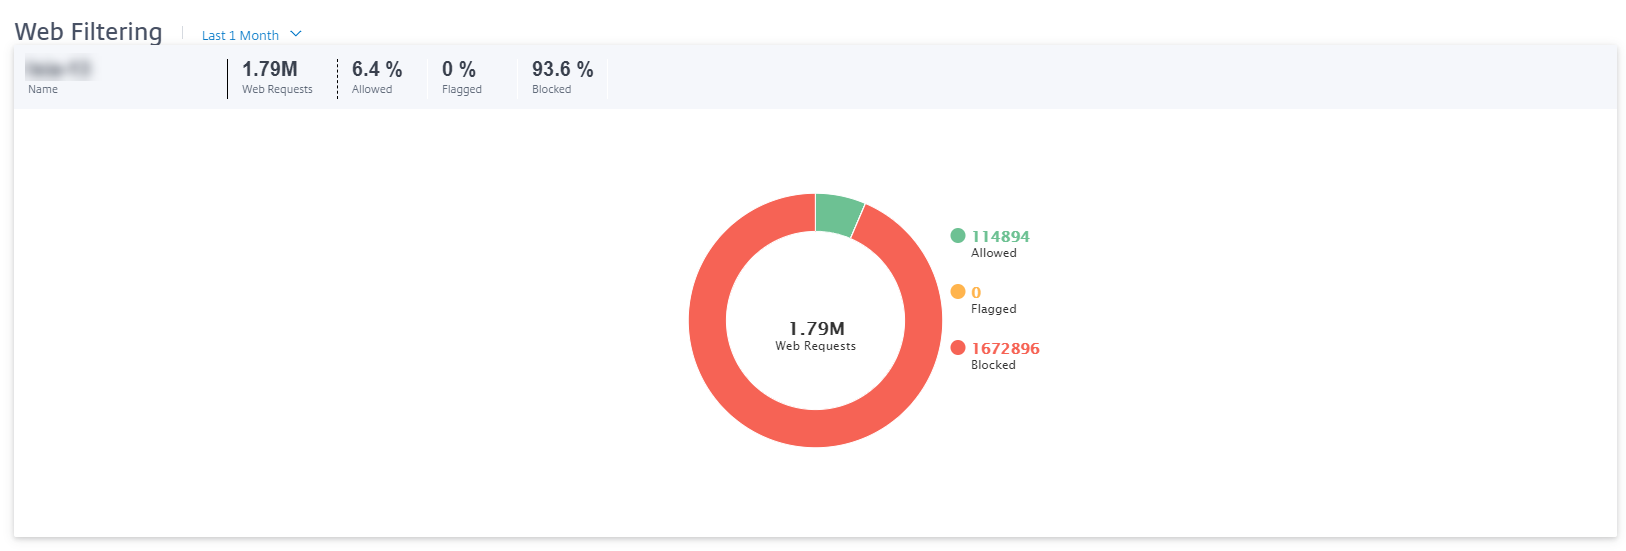 Web Filtering
Last 1 Month
1.79M 6.4 % 0 % 93.6 %
Name Web Requests Allowed Flagged Blocked
114894
Allowed
0
Flagged
1.79M
Web Requests
1672896
Blocked